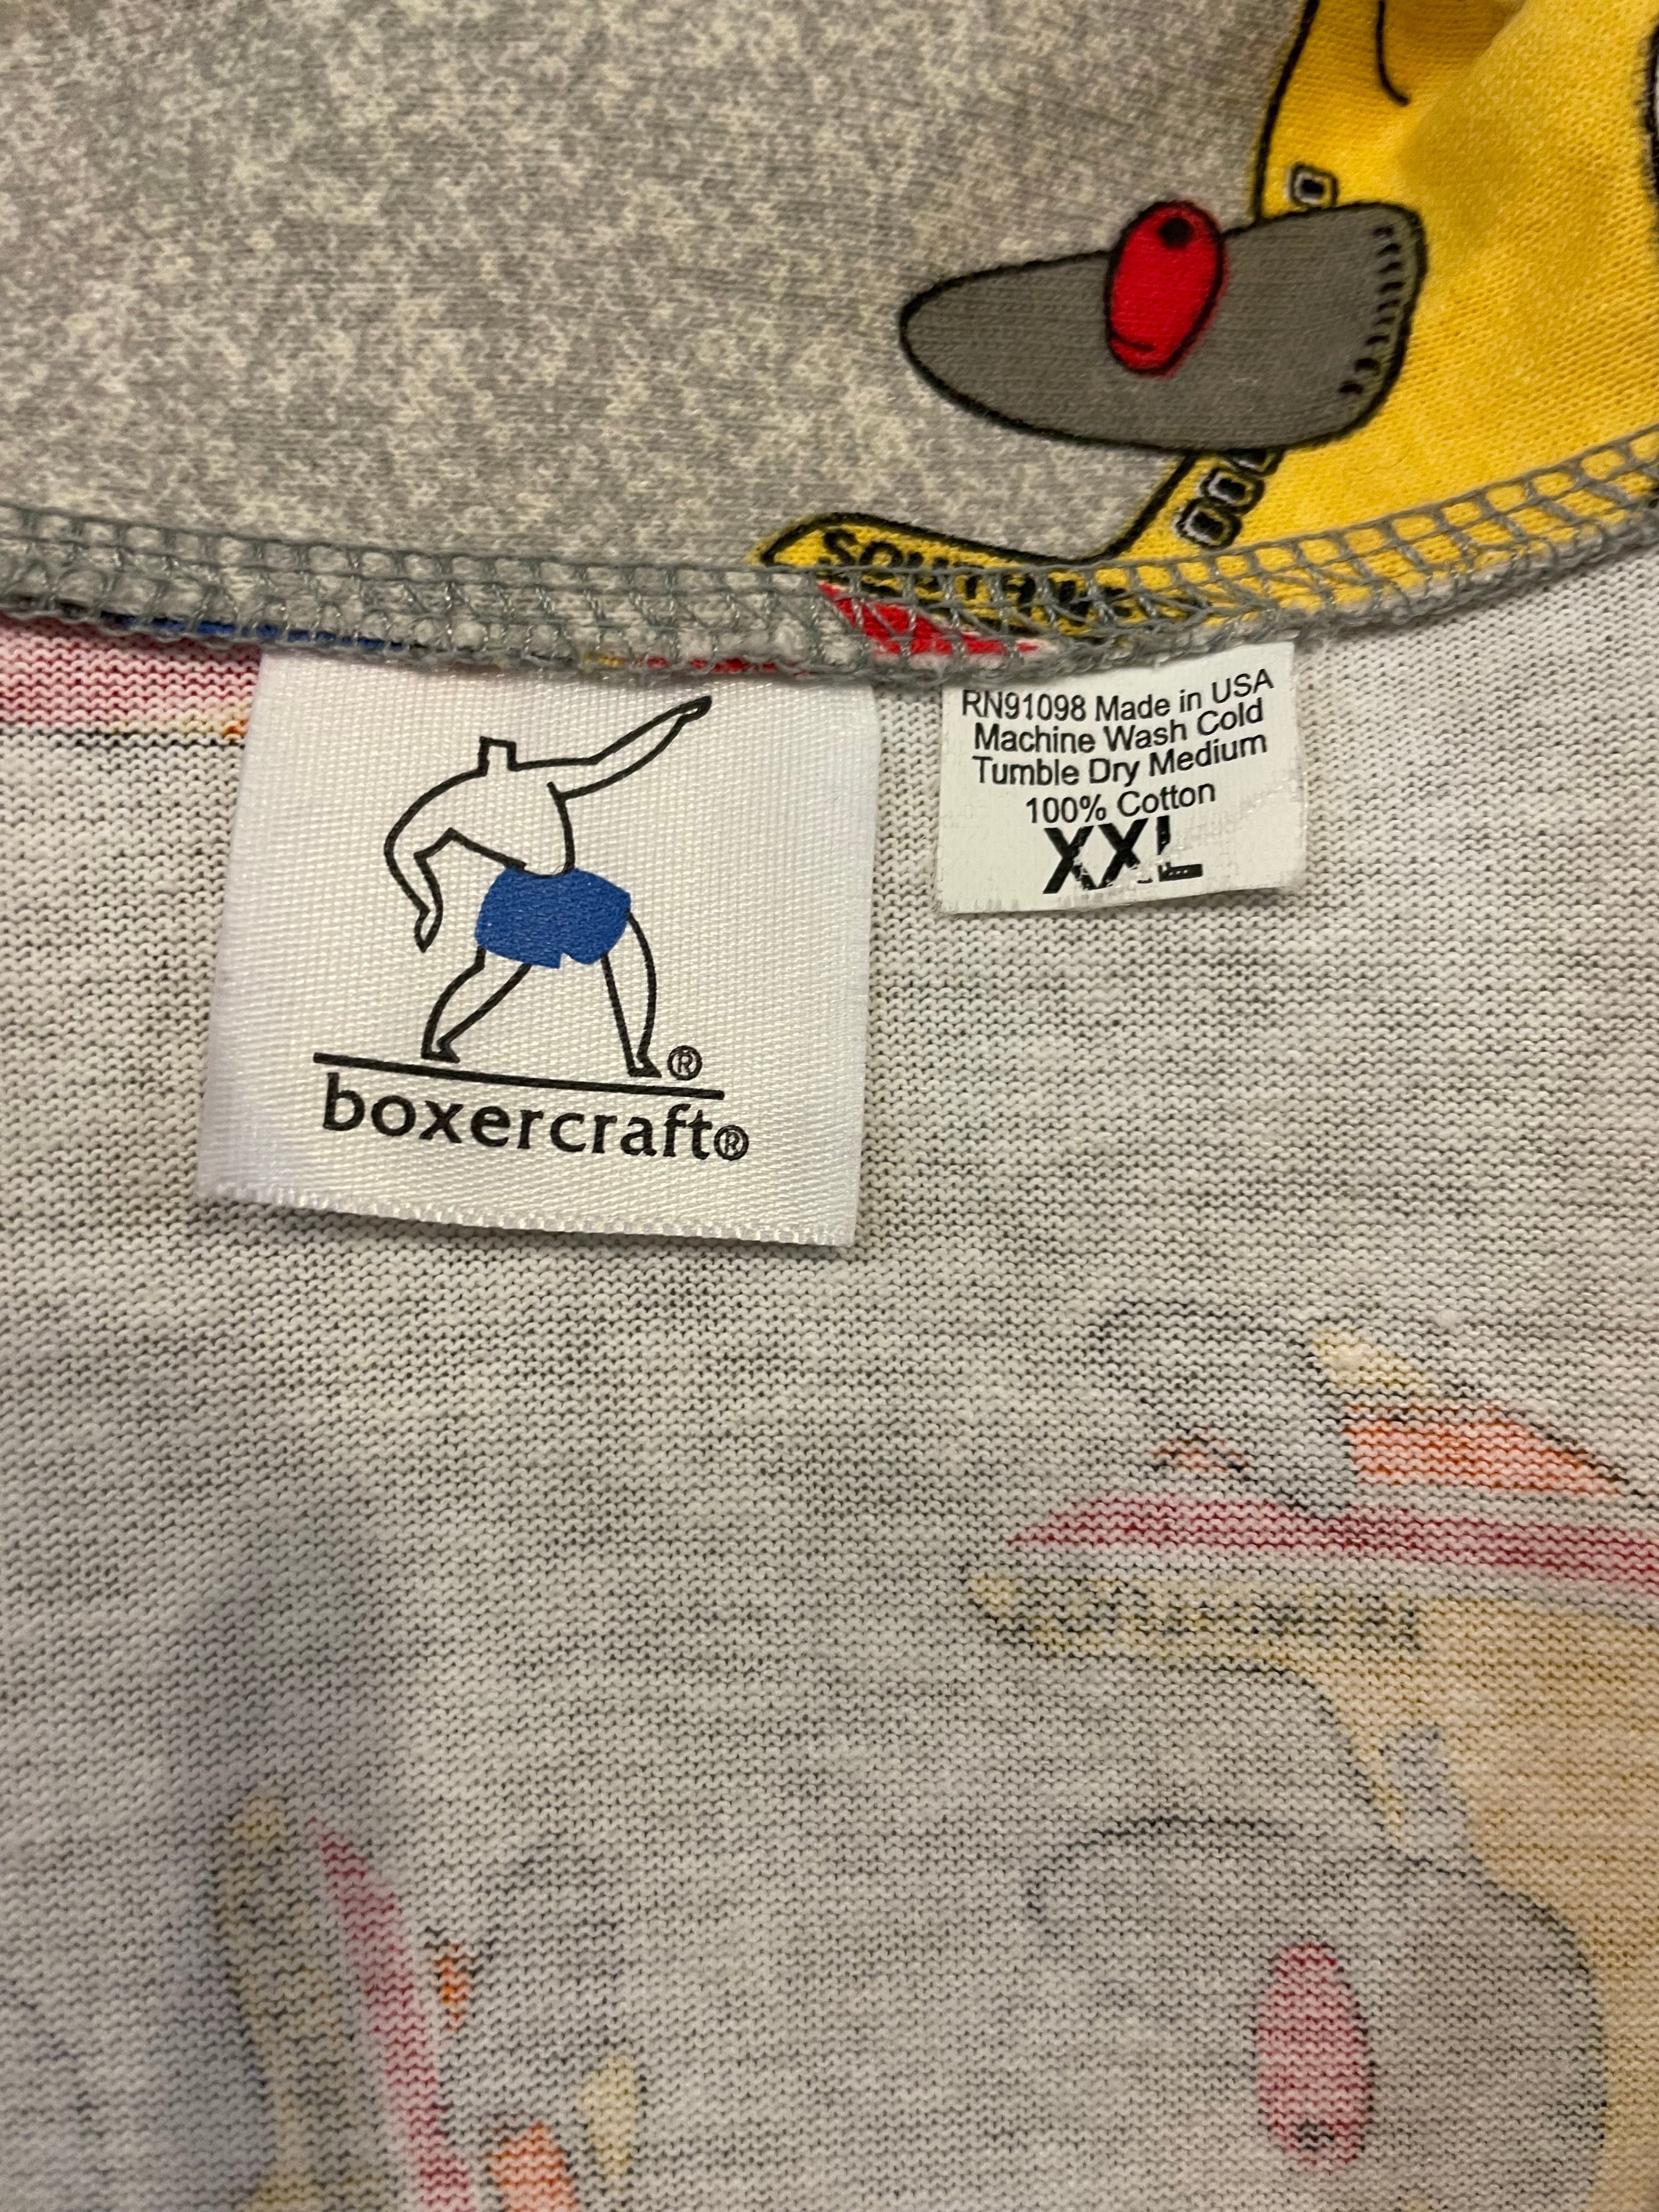 boxercraft®
®
RN91098 Made in USA
Machine Wash Cold
Tumble Dry Medium
100% Cotton
XXL